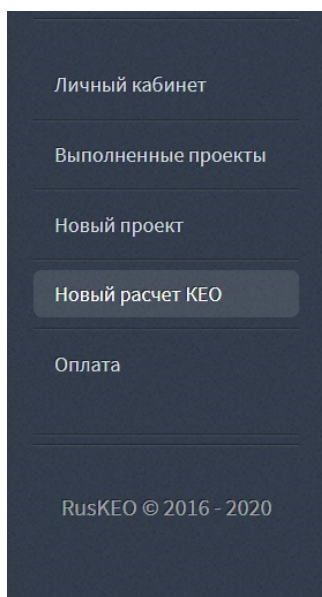 Личный кабинет
Выполненные проекты
Новый проект
Новый расчет КЕО
Оплата
RusKEO © 2016 - 2020